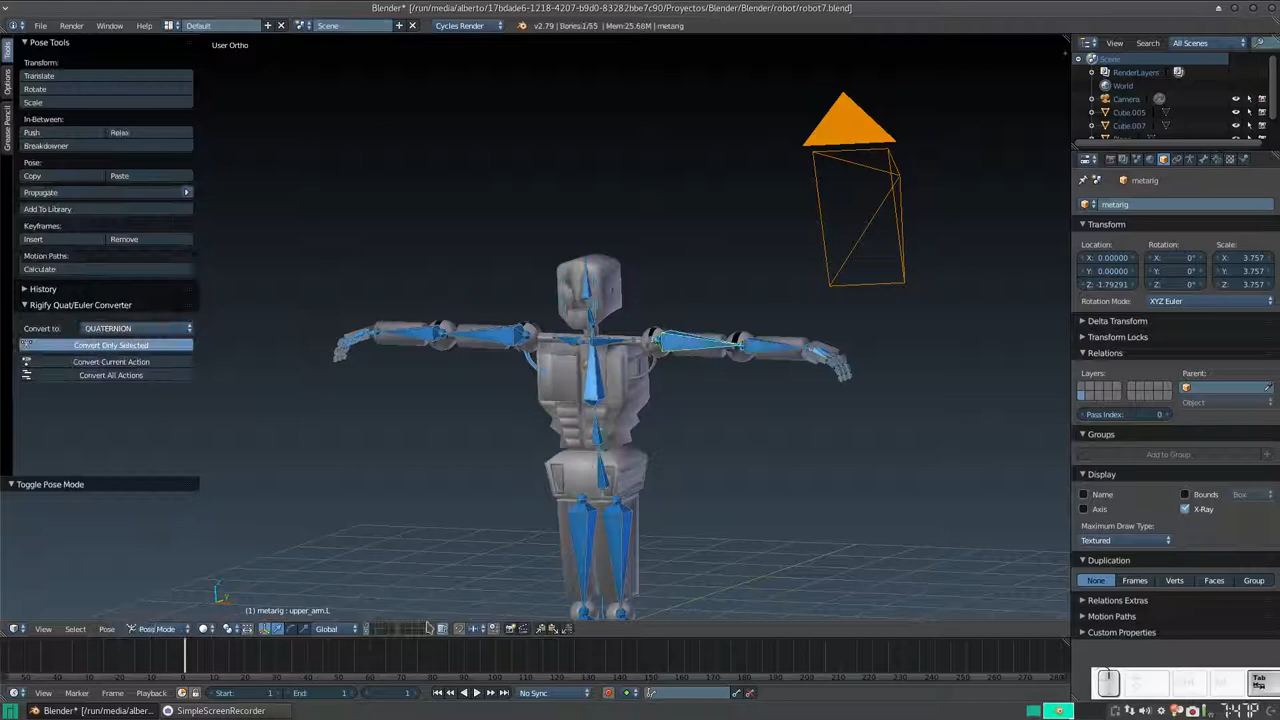 Blender* [/run/media/alberto/17bdade6-1218-4207-b9d0-83282bbe7c90/Proyectos/Blender/Blender/robot/robot7.blend]
File Render Window Help Default Scene Cycles Render v2.79 | Bones:1/55 | Mem:25.68M | metarig
Pose Tools
Transform:
Translate
Rotate
Scale
In-Between:
Push Relax
Breakdowner
Pose:
Copy Paste
Propagate
Add To Library
Keyframes:
Insert Remove
Motion Paths:
Calculate
History
Rigify Quat/Euler Converter
Convert to: QUATERNION
Convert Only Selected
Convert Current Action
Convert All Actions
Toggle Pose Mode
Tools
Options
Grease Pencil
User Ortho
(1) metarig : upper_arm.L
View Select Pose Pose Mode Global
View Search All Scenes
Scene
RenderLayers
World
Camera
Cube.005
Cube.007
metarig
metarig
Transform
Location: Rotation: Scale:
X: 0.00000 X: 0° X: 3.757
Y: 0.00000 Y: 0° Y: 3.757
Z: -1.79291 Z: 0° Z: 3.757
Rotation Mode: XYZ Euler
Delta Transform
Transform Locks
Relations
Layers: Parent:
Object
Pass Index: 0
Groups
Add to Group
Display
Name Bounds Box
Axis X-Ray
Maximum Draw Type:
Textured
Duplication
None Frames Verts Faces Group
Relations Extras
Motion Paths
Custom Properties
View Marker Frame Playback Start: 1 End: 1 1 No Sync
Tab
Blender* [/run/media/alberto/17bdade6-... SimpleScreenRecorder